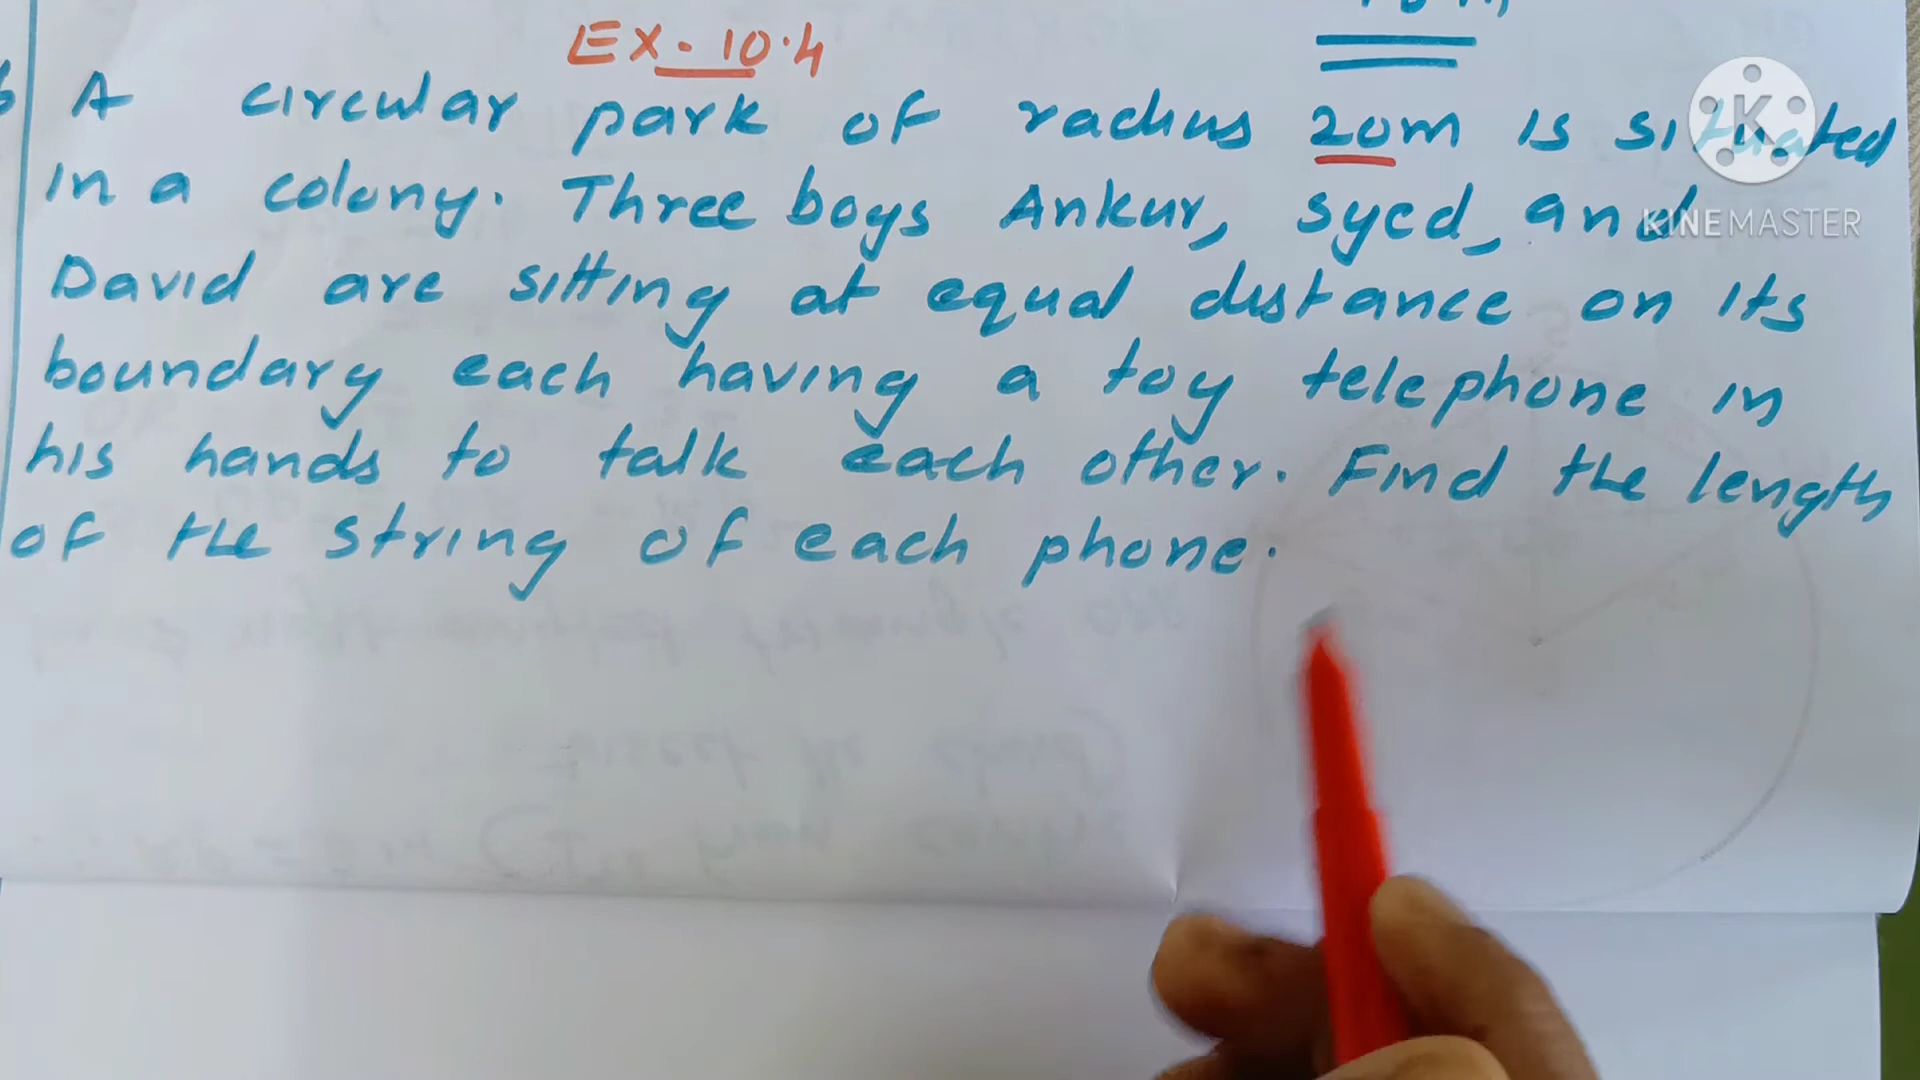 Ex. 10.4
6 A circular park of radius 20m is situated
in a colony. Three boys Ankur, syed, and
David are sitting at equal distance on its
boundary each having a toy telephone in
his hands to talk each other. Find the length
of the string of each phone.
K
KINEMASTER